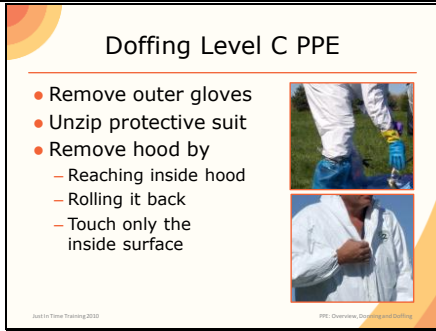 Doffing Level C PPE
● Remove outer gloves
● Unzip protective suit
● Remove hood by
– Reaching inside hood
– Rolling it back
– Touch only the
inside surface
Just In Time Training 2010
PPE: Overview, Donning and Doffing